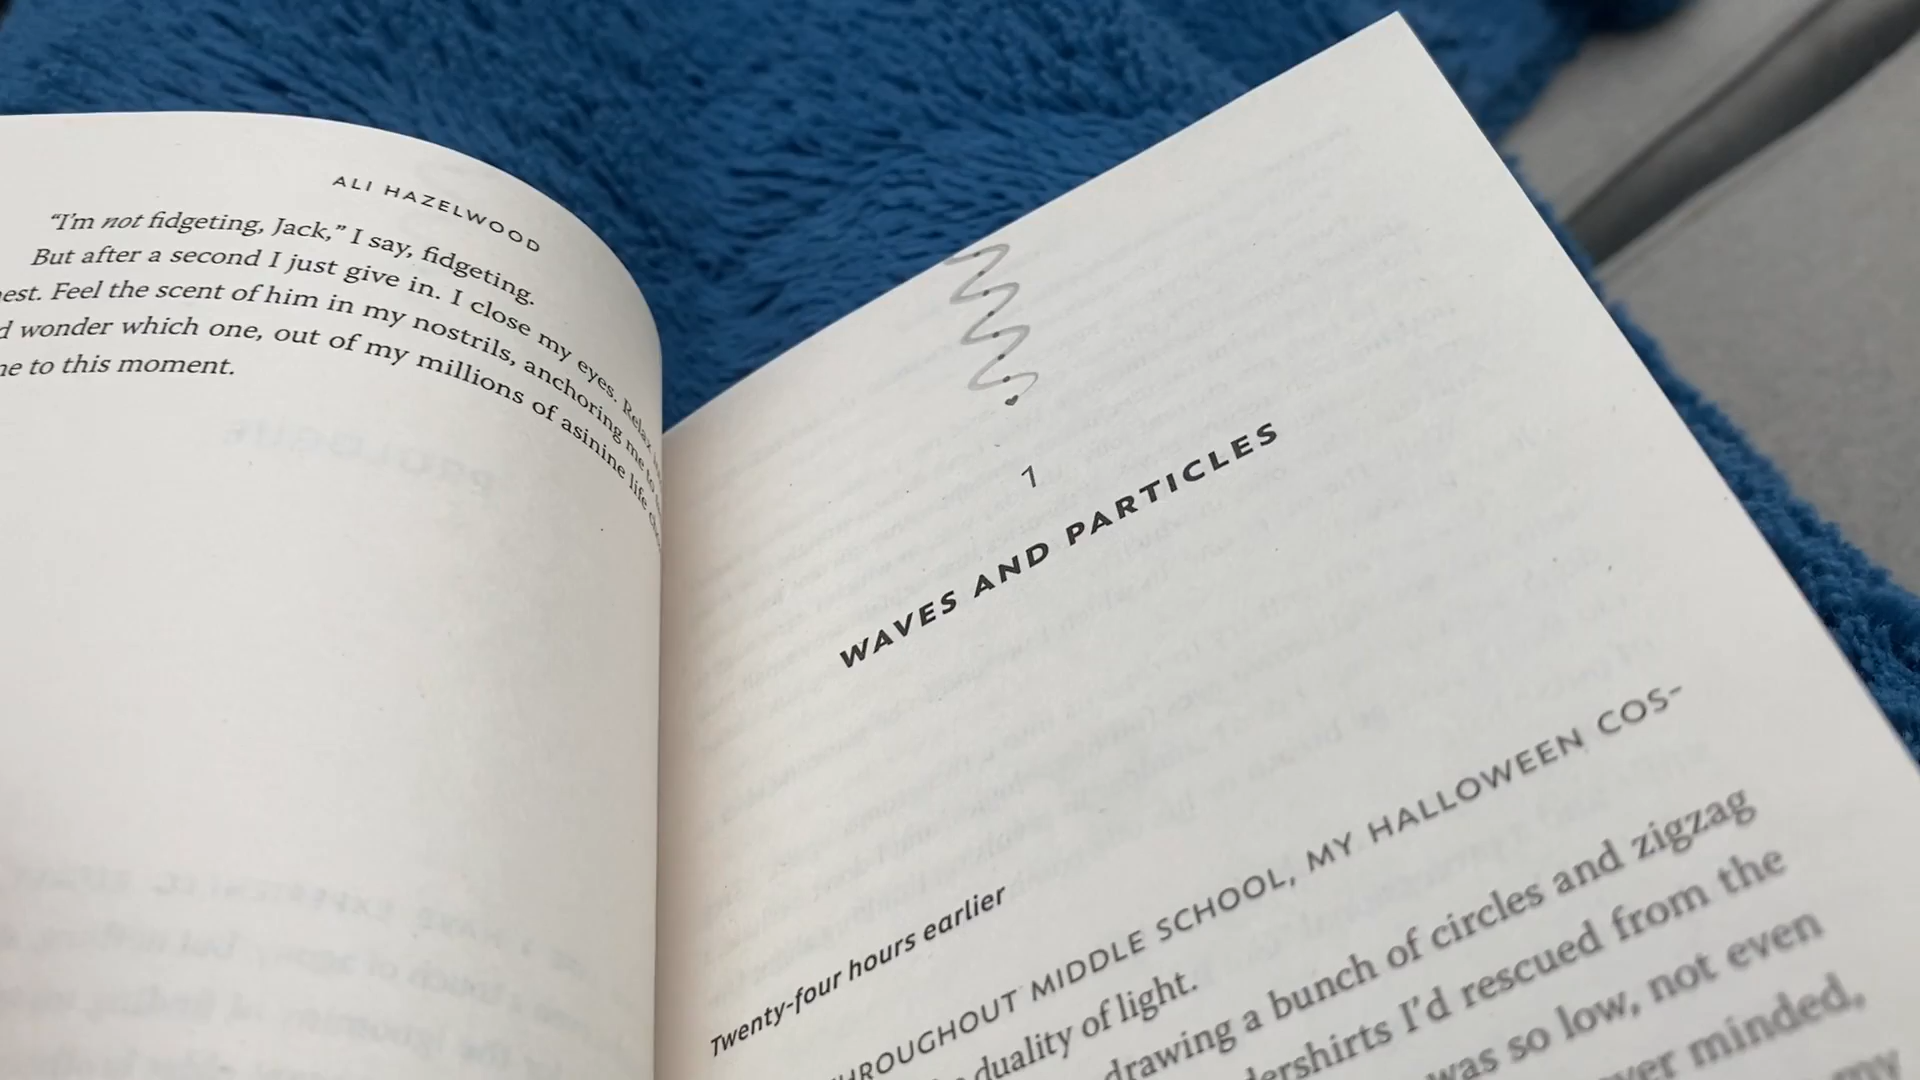 ALI HAZELWOOD
“I’m not fidgeting, Jack,” I say, fidgeting.
But after a second I just give in. I close my eyes. Relax
est. Feel the scent of him in my nostrils, anchoring me to
d wonder which one, out of my millions of asinine life
e to this moment.
1
WAVES AND PARTICLES
Twenty-four hours earlier
HROUGHOUT MIDDLE SCHOOL, MY HALLOWEEN COS-
duality of light.
drawing a bunch of circles and zigzag
dershirts I’d rescued from the
was so low, not even
ver minded,
my